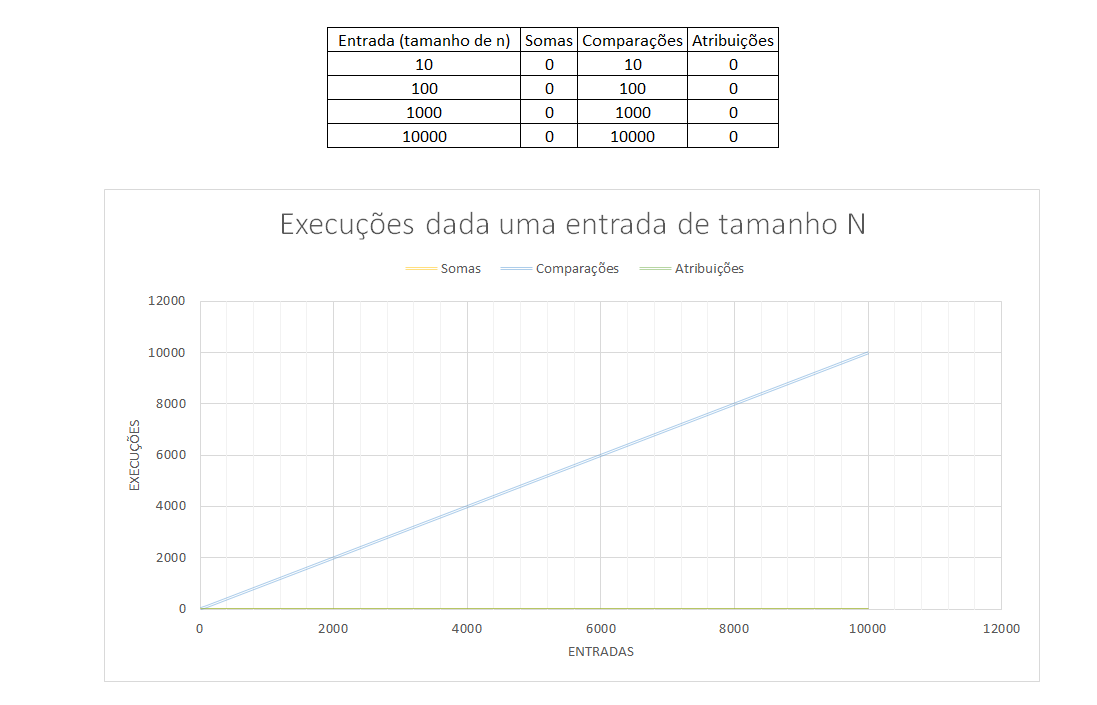 Entrada (tamanho de n) Somas Comparações Atribuições
10 0 10 0
100 0 100 0
1000 0 1000 0
10000 0 10000 0
Execuções dada uma entrada de tamanho N
Somas Comparações Atribuições
12000
10000
8000
6000
4000
2000
0
EXECUÇÕES
0 2000 4000 6000 8000 10000 12000
ENTRADAS